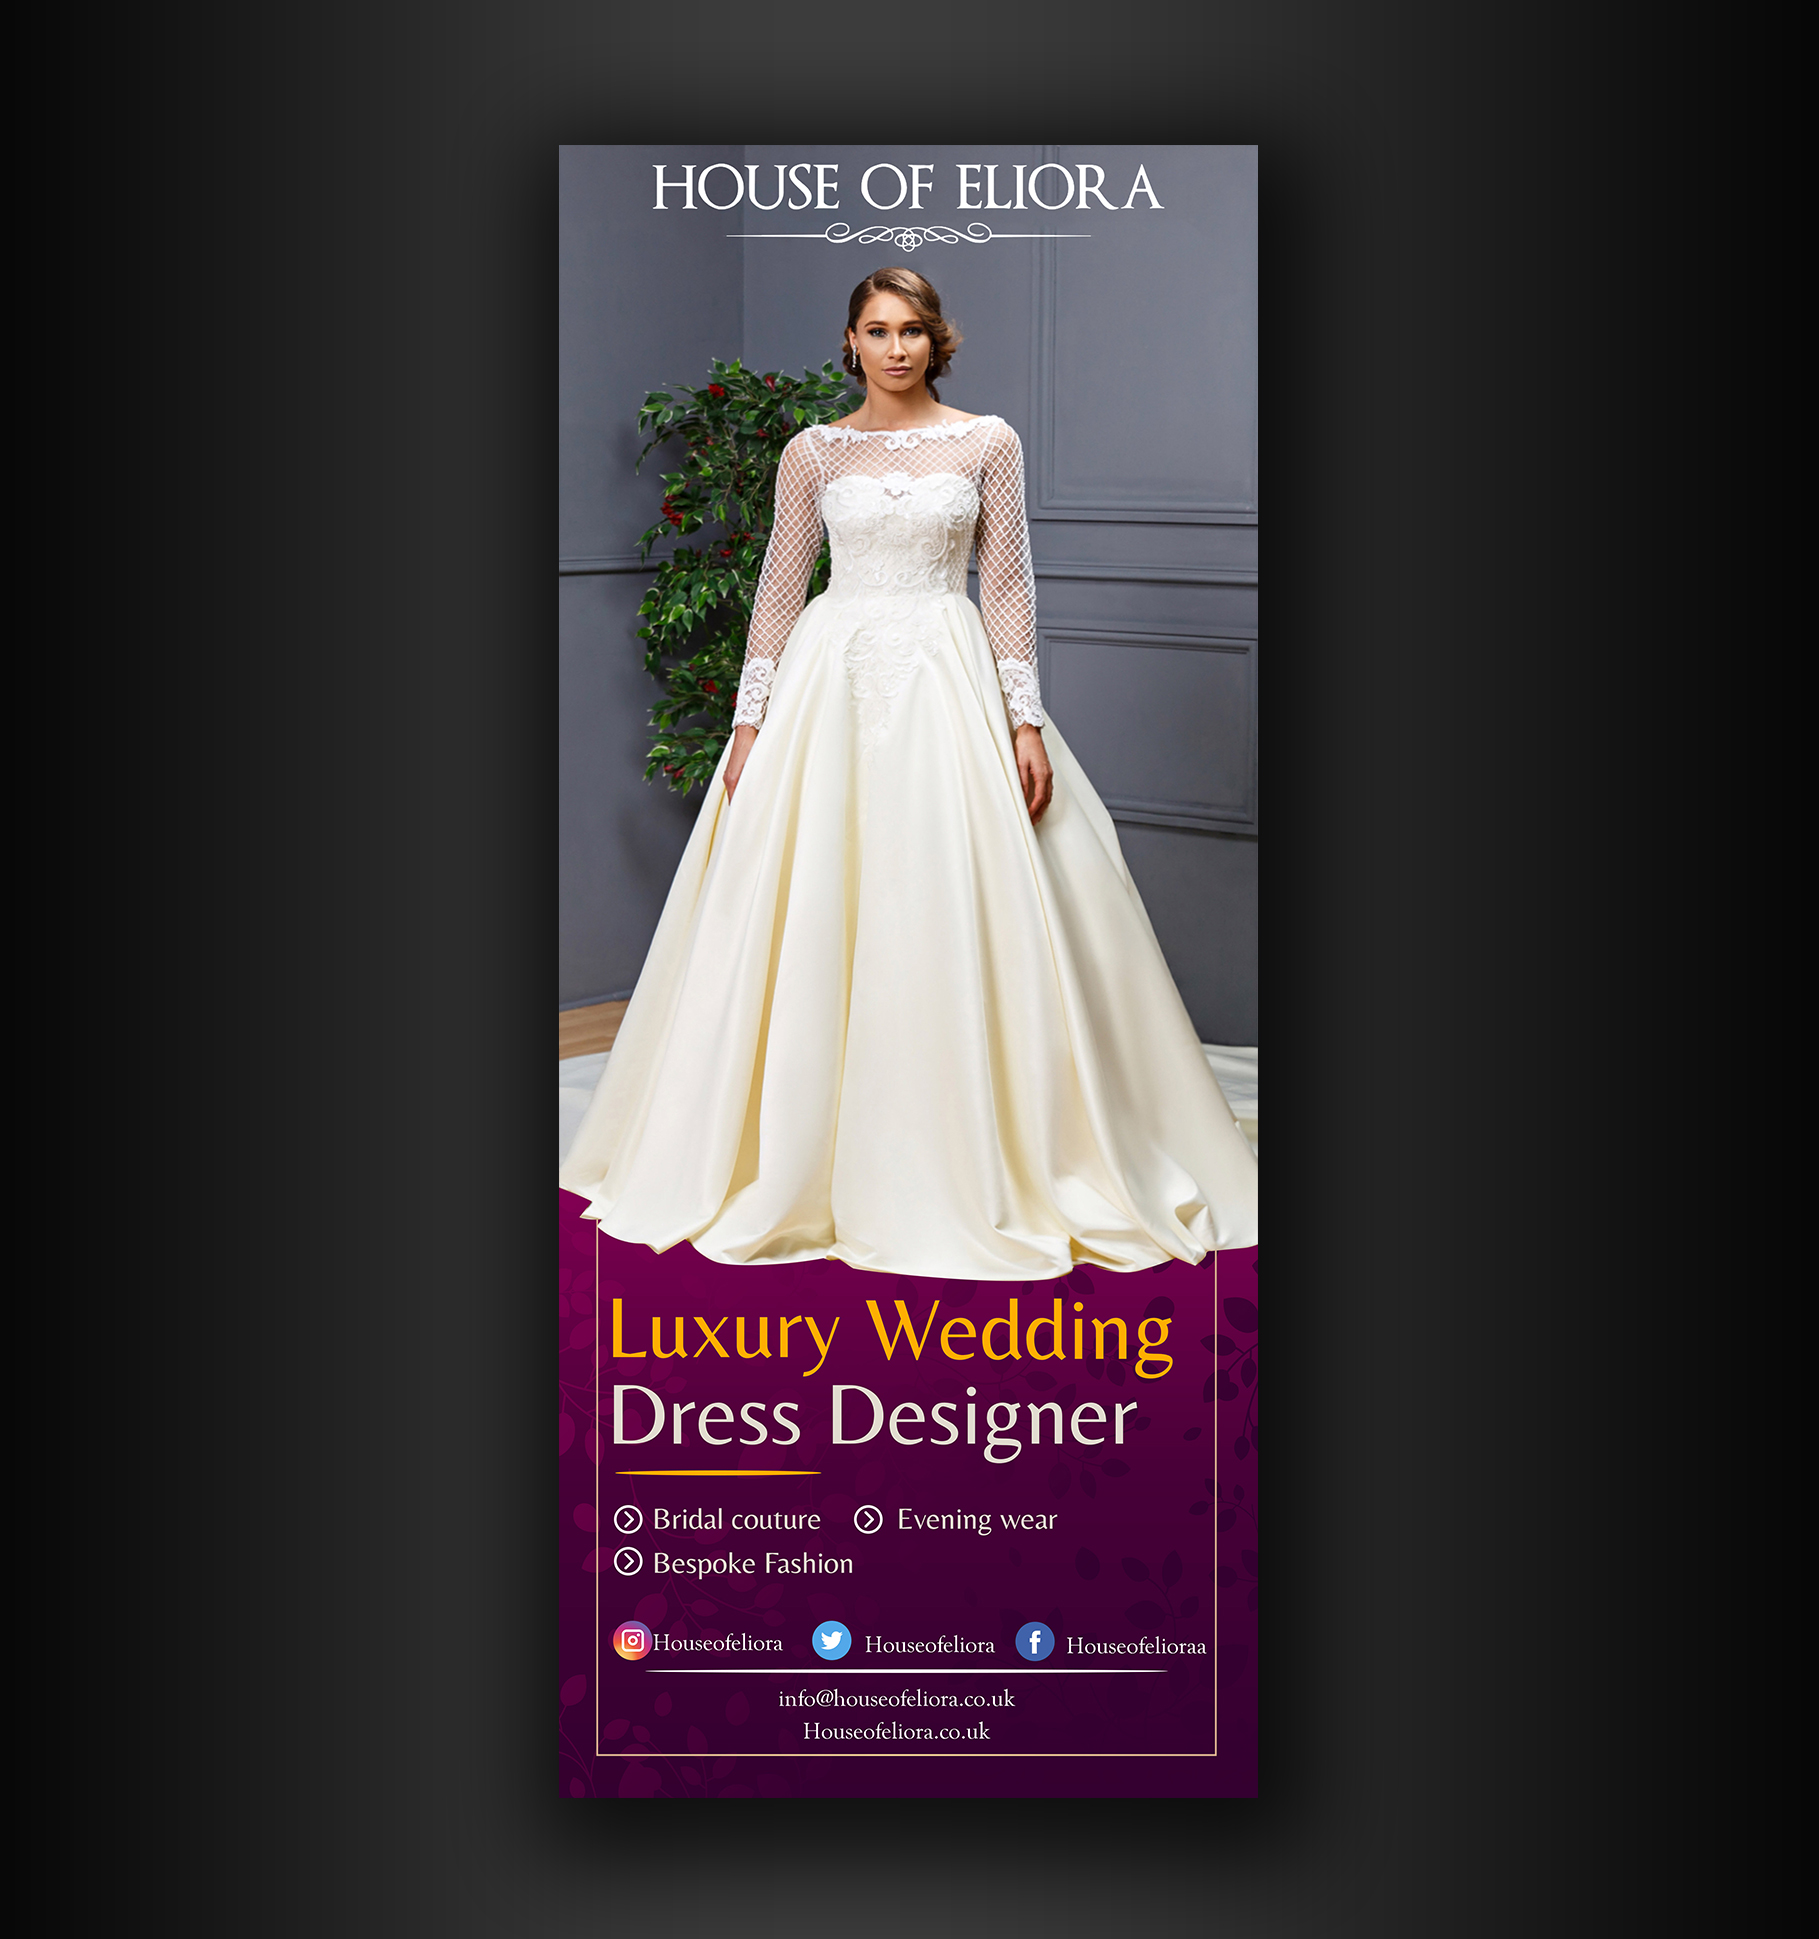 HOUSE OF ELIORA
Luxury Wedding
Dress Designer
Bridal couture Evening wear
Bespoke Fashion
Houseofeliora Houseofeliora Houseofelioraa
info@houseofeliora.co.uk
Houseofeliora.co.uk